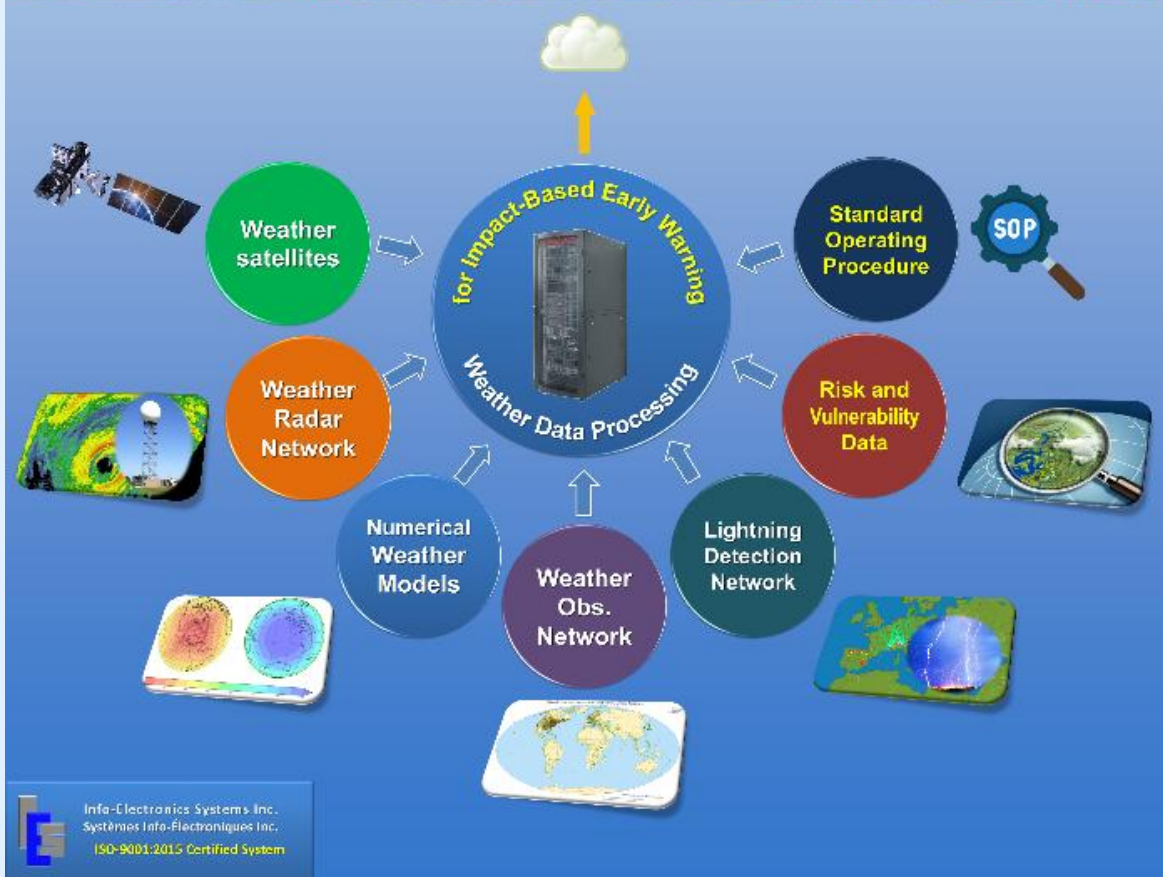 for Impact-Based Early Warning
Weather Data Processing
Weather
satellites
Weather
Radar
Network
Numerical
Weather
Models
Weather
Obs.
Network
Lightning
Detection
Network
Risk and
Vulnerability
Data
Standard
Operating
Procedure
SOP
Info-Electronics Systems Inc.
Systèmes Info-Électroniques Inc.
ISO-9001:2015 Certified System